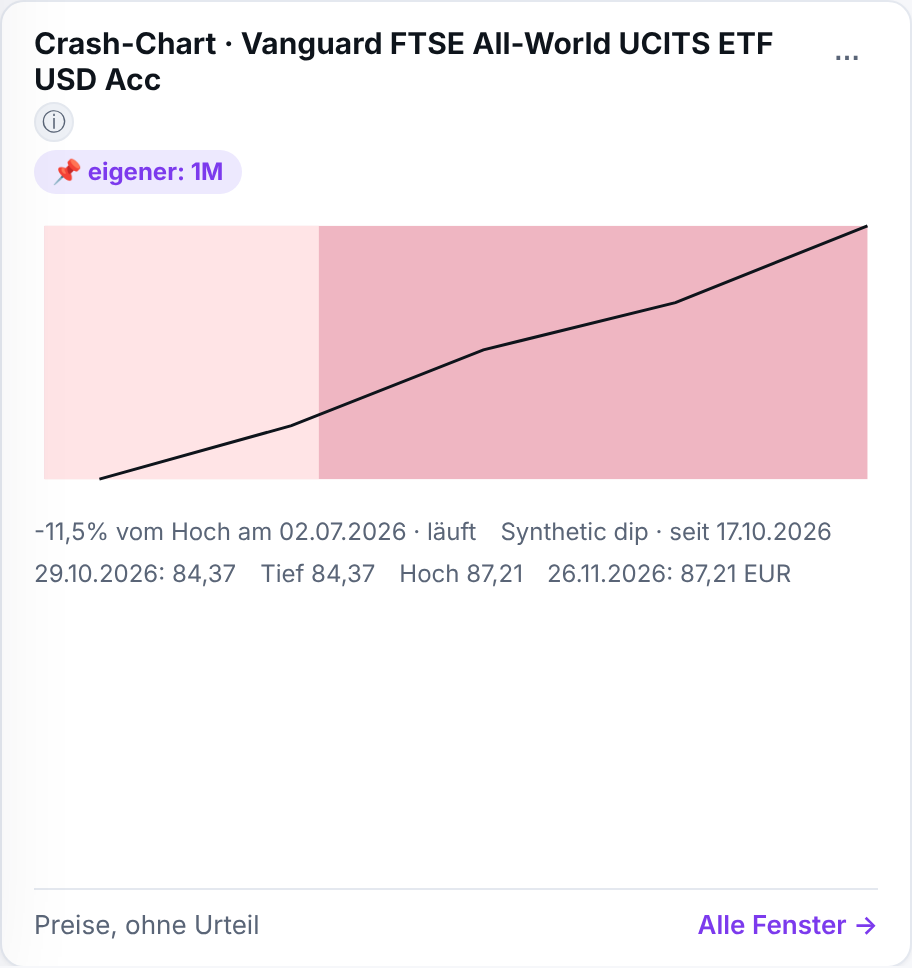 Crash-Chart · Vanguard FTSE All-World UCITS ETF
USD Acc
...
ⓘ
📌 eigener: 1M
-11,5% vom Hoch am 02.07.2026 · läuft Synthetic dip · seit 17.10.2026
29.10.2026: 84,37 Tief 84,37 Hoch 87,21 26.11.2026: 87,21 EUR
Preise, ohne Urteil
Alle Fenster →